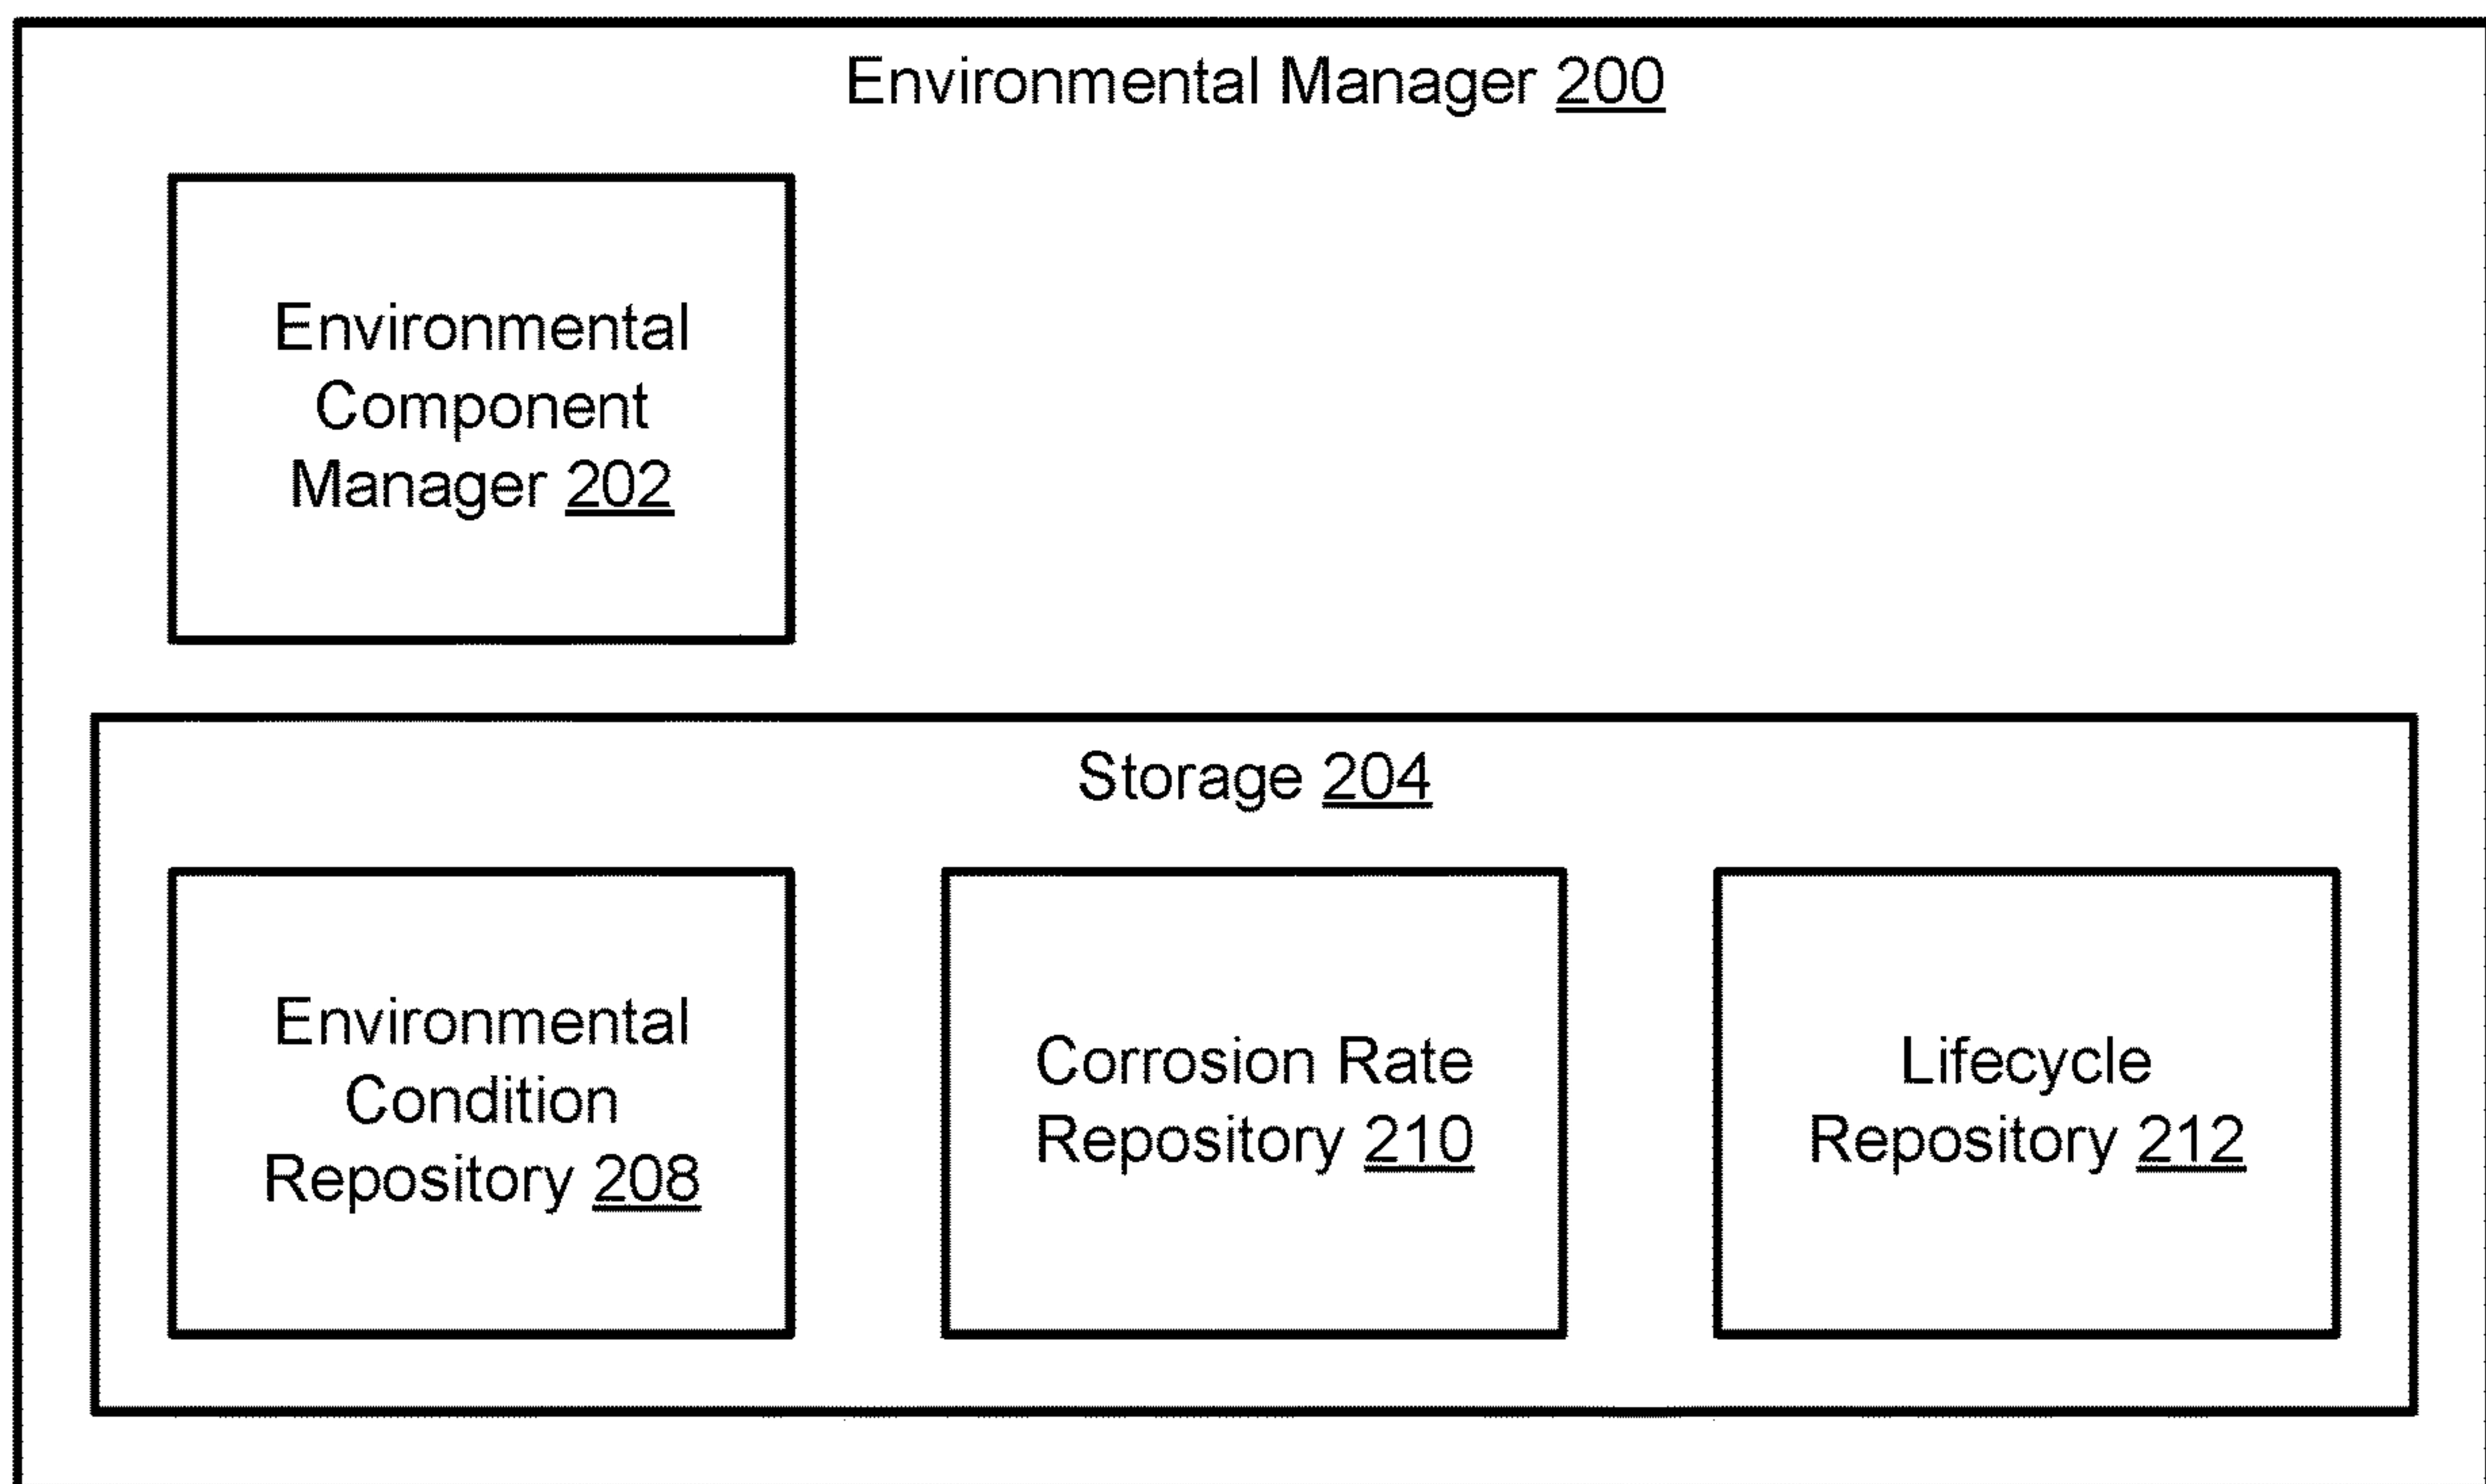 Environmental Manager 200
Environmental
Component
Manager 202
Storage 204
Environmental
Condition
Repository 208
Corrosion Rate
Repository 210
Lifecycle
Repository 212